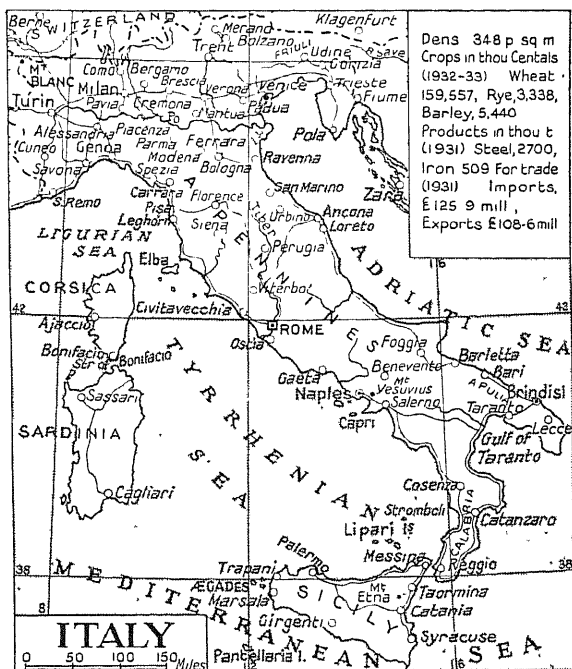 Berne
SWITZERLAND
Klagenfurt
Merano
Bolzano
Trent
FRIULI
Udine
R Save
Gorizia
Mt
BLANC
Como
Bergamo
Milan
Brescia
Verona
Venice
Trieste
Fiume
Turin
Pavia
Cremona
Mantua
Padua
Alessandria
Piacenza
Ferrara
Pola
Cuneo
Genoa
Parma
Modena
Bologna
Ravenna
Savona
Spezia
Carrara
Florence
San Marino
Zara
S. Remo
Pisa
Leghorn
Siena
Tiber
Urbino
Ancona
Loreto
LIGURIAN
SEA
Perugia
APENNINES
ADRIATIC SEA
Elba
Viterbo
CORSICA
Civitavecchia
42
43
Ajaccio
ROME
Ostia
Foggia
Barletta
Bonifacio
Str
Bonifacio
Gaeta
Benevento
Bari
Mt
Vesuvius
APULIA
Brindisi
Sassari
Naples
Salerno
Taranto
Capri
Lecce
SARDINIA
Gulf of
Taranto
TYRRHENIAN
SEA
Cagliari
Cosenza
Stromboli
CALABRIA
Catanzaro
Lipari Is
Palermo
Messina
38
Trapani
Reggio
38
ÆGADES
Mt
Etna
Taormina
Marsala
SICILY
8
Catania
Girgenti
MEDITERRANEAN SEA
Syracuse
Pantellaria I.
12
16
16
ITALY
0 50 100 150 Miles
Dens 348 p sq m
Crops in thou Centals
(1932-33) Wheat
159,557, Rye, 3,338,
Barley, 5,440
Products in thou t
(1931) Steel, 2700,
Iron 509 For trade
(1931) Imports,
£125 9 mill,
Exports £108·6 mill